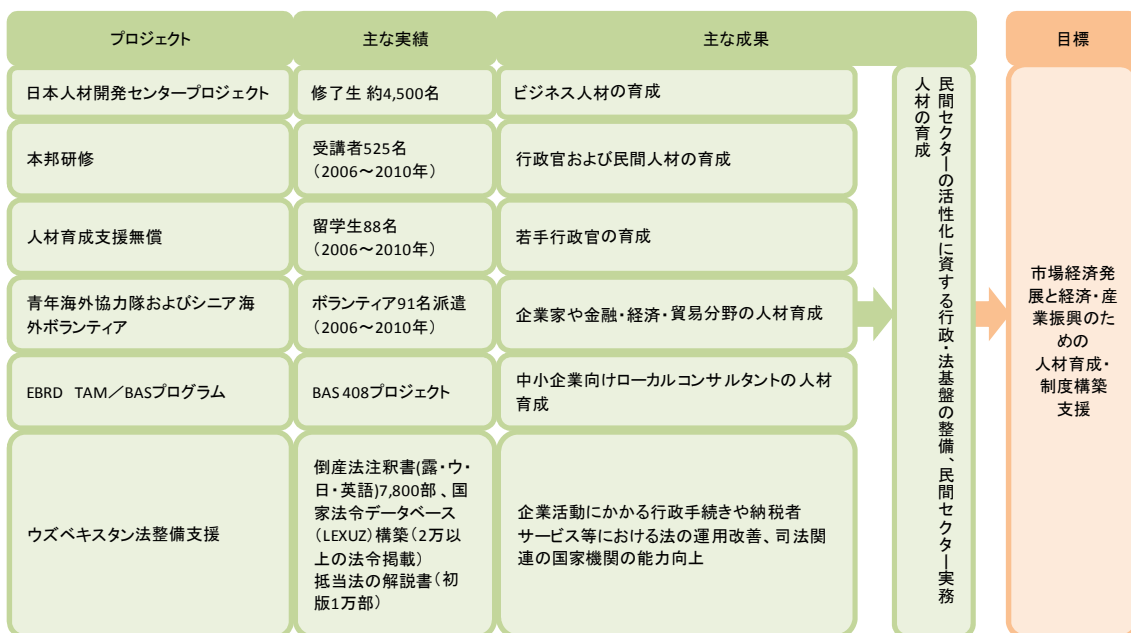 プロジェクト
主な実績
主な成果
目標
日本人材開発センタープロジェクト
修了生 約4,500名
ビジネス人材の育成
本邦研修
受講者525名
（2006～2010年）
行政官および民間人材の育成
人材育成支援無償
留学生88名
（2006～2010年）
若手行政官の育成
青年海外協力隊およびシニア海
外ボランティア
ボランティア91名派遣
（2006～2010年）
企業家や金融・経済・貿易分野の人材育成
EBRD TAM／BASプログラム
BAS 408プロジェクト
中小企業向けローカルコンサルタントの人材
育成
ウズベキスタン法整備支援
倒産法注釈書(露・ウ・
日・英語)7,800部、国
家法令データベース
（LEXUZ）構築（2万以
上の法令掲載）
抵当法の解説書（初
版1万部）
企業活動にかかる行政手続きや納税者
サービス等における法の運用改善、司法関
連の国家機関の能力向上
民間セクターの活性化に資する行政・法基盤の整備、民間セクター実務
人材の育成
市場経済発
展と経済・産
業振興のた
めの
人材育成・
制度構築
支援